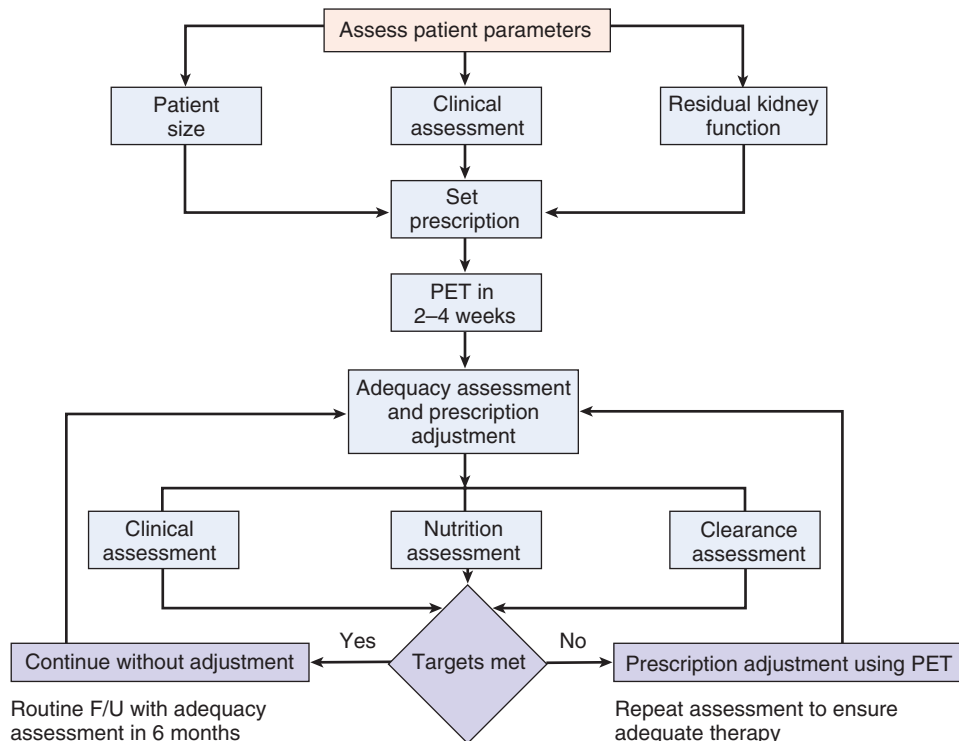 Assess patient parameters
Patient
size
Clinical
assessment
Residual kidney
function
Set
prescription
PET in
2–4 weeks
Adequacy assessment
and prescription
adjustment
Clinical
assessment
Nutrition
assessment
Clearance
assessment
Yes
No
Continue without adjustment
Targets met
Prescription adjustment using PET
Routine F/U with adequacy
assessment in 6 months
Repeat assessment to ensure
adequate therapy